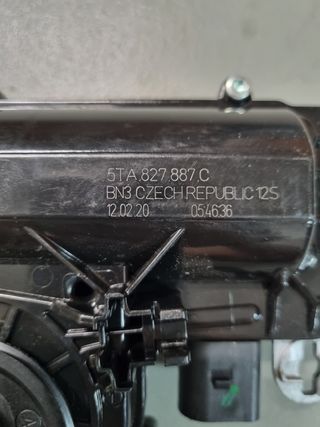 5TA.827 887.C
BN3 CZECH REPUBLIC 12S
12.02.20 054636